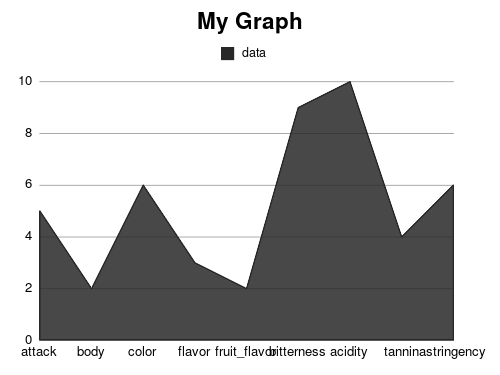 My Graph
data
10
8
6
4
2
0
attack body color flavor fruit_flavor bitterness acidity tannin astringency